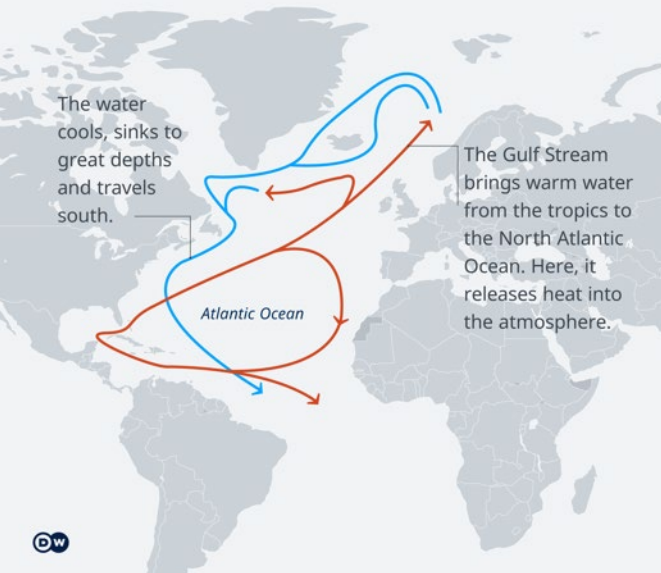 The water
cools, sinks to
great depths
and travels
south.
The Gulf Stream
brings warm water
from the tropics to
the North Atlantic
Ocean. Here, it
releases heat into
the atmosphere.
Atlantic Ocean
DW